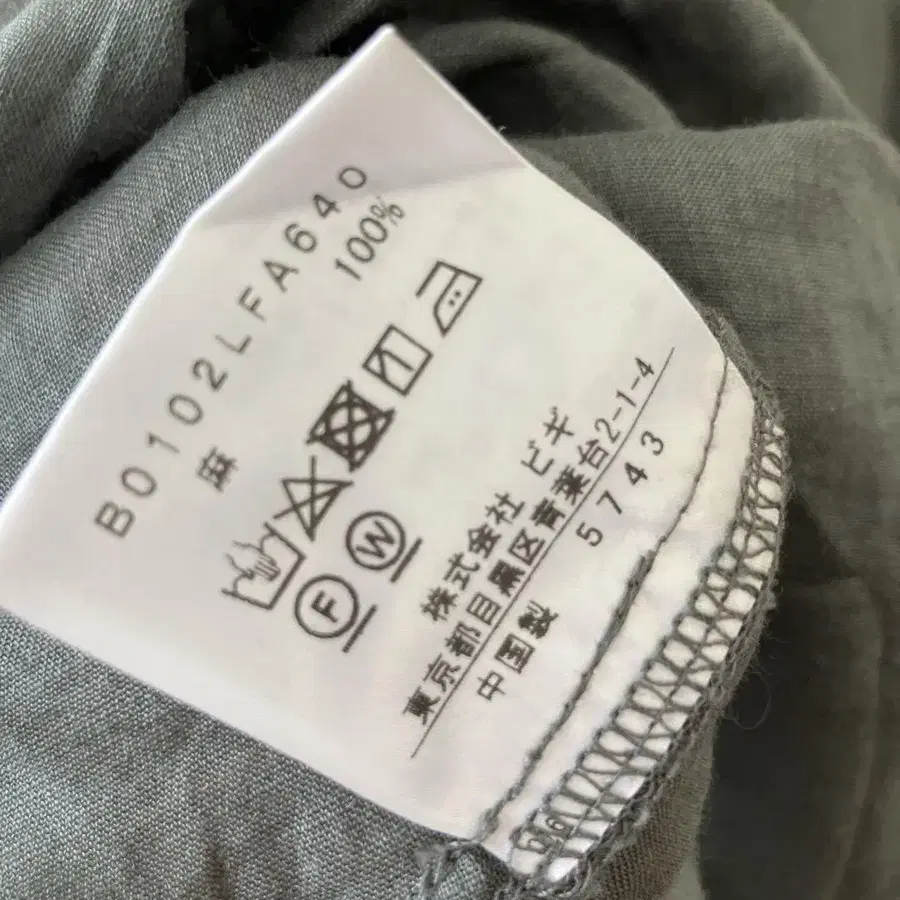 B0102LFA640
麻 100%
F W
株式会社 ビギ
東京都目黒区青葉台2-1-4
中国製 5743